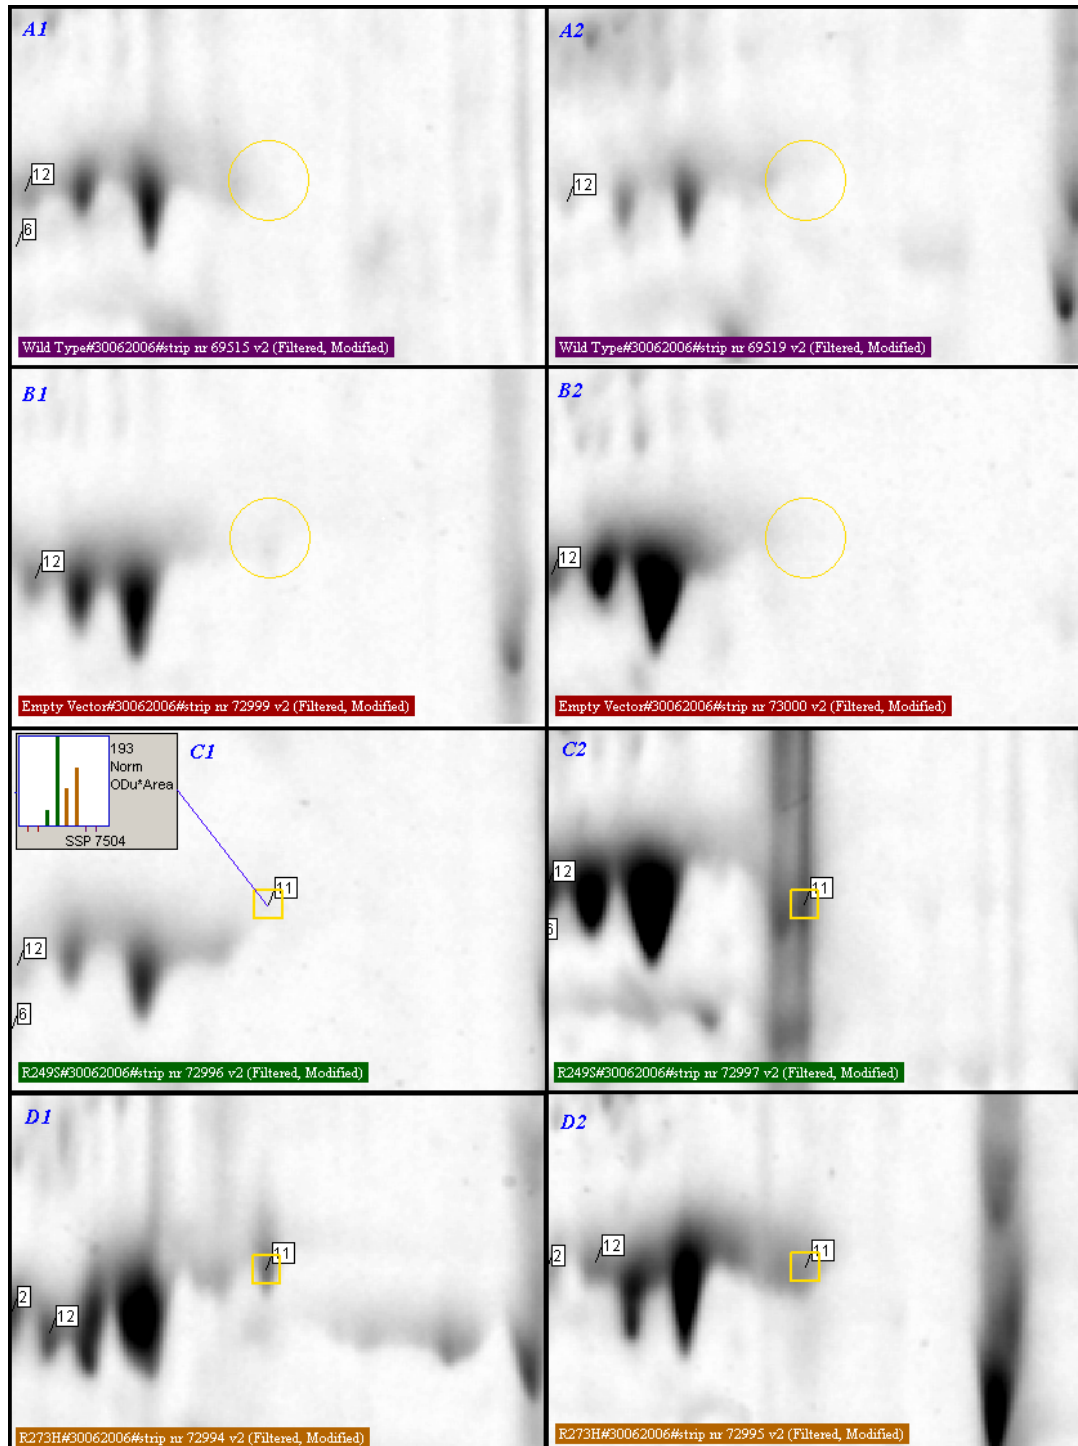 A1
12
6
Wild Type#30062006#strip nr 69515 v2 (Filtered, Modified)
A2
12
Wild Type#30062006#strip nr 69519 v2 (Filtered, Modified)
B1
12
Empty Vector#30062006#strip nr 72999 v2 (Filtered, Modified)
B2
12
Empty Vector#30062006#strip nr 73000 v2 (Filtered, Modified)
193
Norm
ODu*Area
SSP 7504
C1
11
12
6
R249S#30062006#strip nr 72996 v2 (Filtered, Modified)
C2
12
11
6
R249S#30062006#strip nr 72997 v2 (Filtered, Modified)
D1
11
2
12
R273H#30062006#strip nr 72994 v2 (Filtered, Modified)
D2
2
12
11
R273H#30062006#strip nr 72995 v2 (Filtered, Modified)